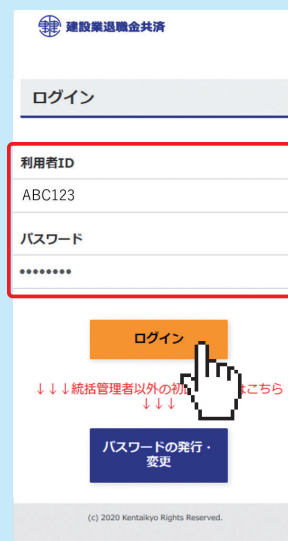 建設業退職金共済
ログイン
利用者ID
ABC123
パスワード
••••••••
ログイン
↓↓↓統括管理者以外の初 はこちら
↓↓↓
パスワードの発行・
変更
(c) 2020 Kentaikyo Rights Reserved.